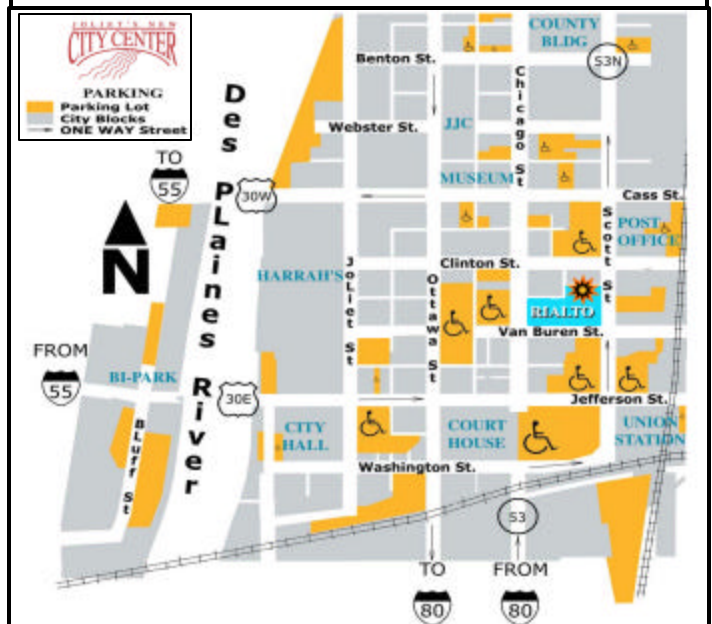 JOLIET'S NEW
CITY CENTER
PARKING
Parking Lot
City Blocks
ONE WAY Street
COUNTY
BLDG
53N
Benton St.
Chicago St
Des PLaines River
Webster St.
JJC
TO
55
30W
MUSEUM
Cass St.
N
Scott St
POST
OFFICE
HARRAH'S
JoLiet St
Clinton St.
Ottawa St
RIALTO
Van Buren St.
FROM
55
BI-PARK
30E
Jefferson St.
BLuff St
CITY
HALL
COURT
HOUSE
UNION
STATION
Washington St.
53
TO
80
FROM
80